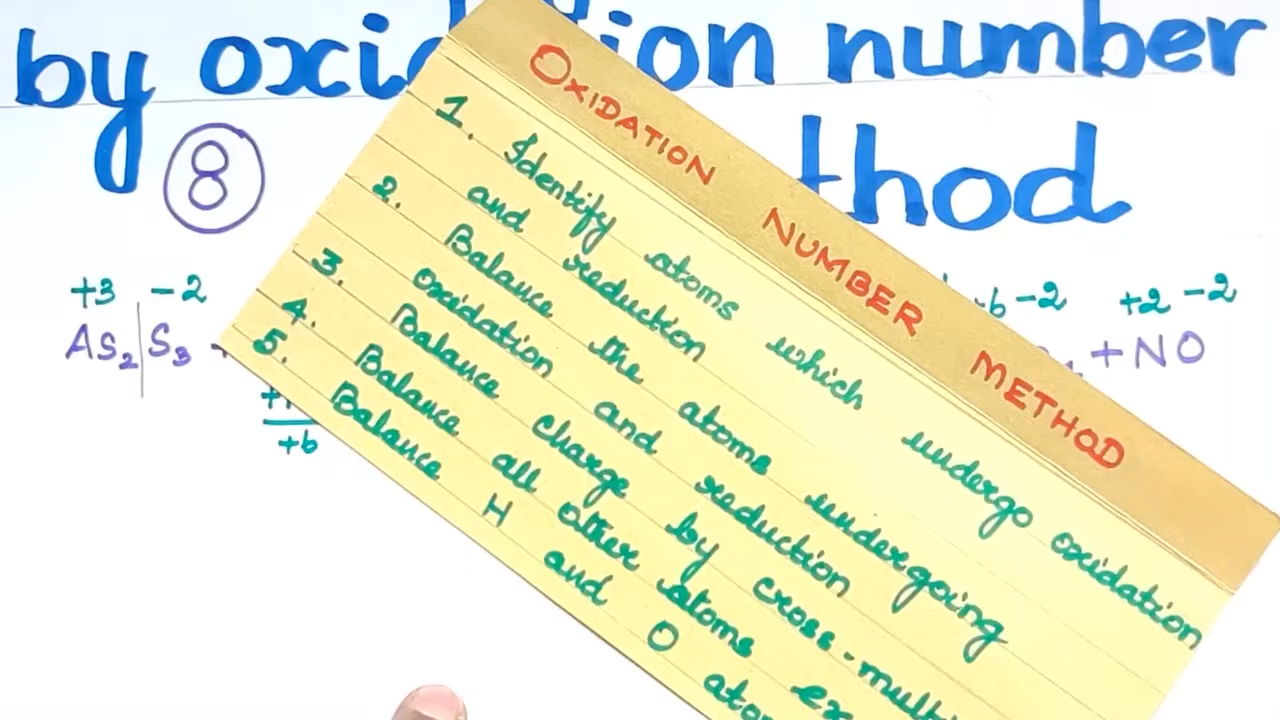 by oxid ion number
8 thod
+3 -2 +6 -2 +2 -2
As2 S3 + NO
+6
OXIDATION NUMBER METHOD
1. Identify atoms which undergo oxidation
and reduction
2. Balance the atoms undergoing
oxidation and reduction
3. Balance charge by cross-multi
4. Balance all other atoms ex
5. Balance H and O atom